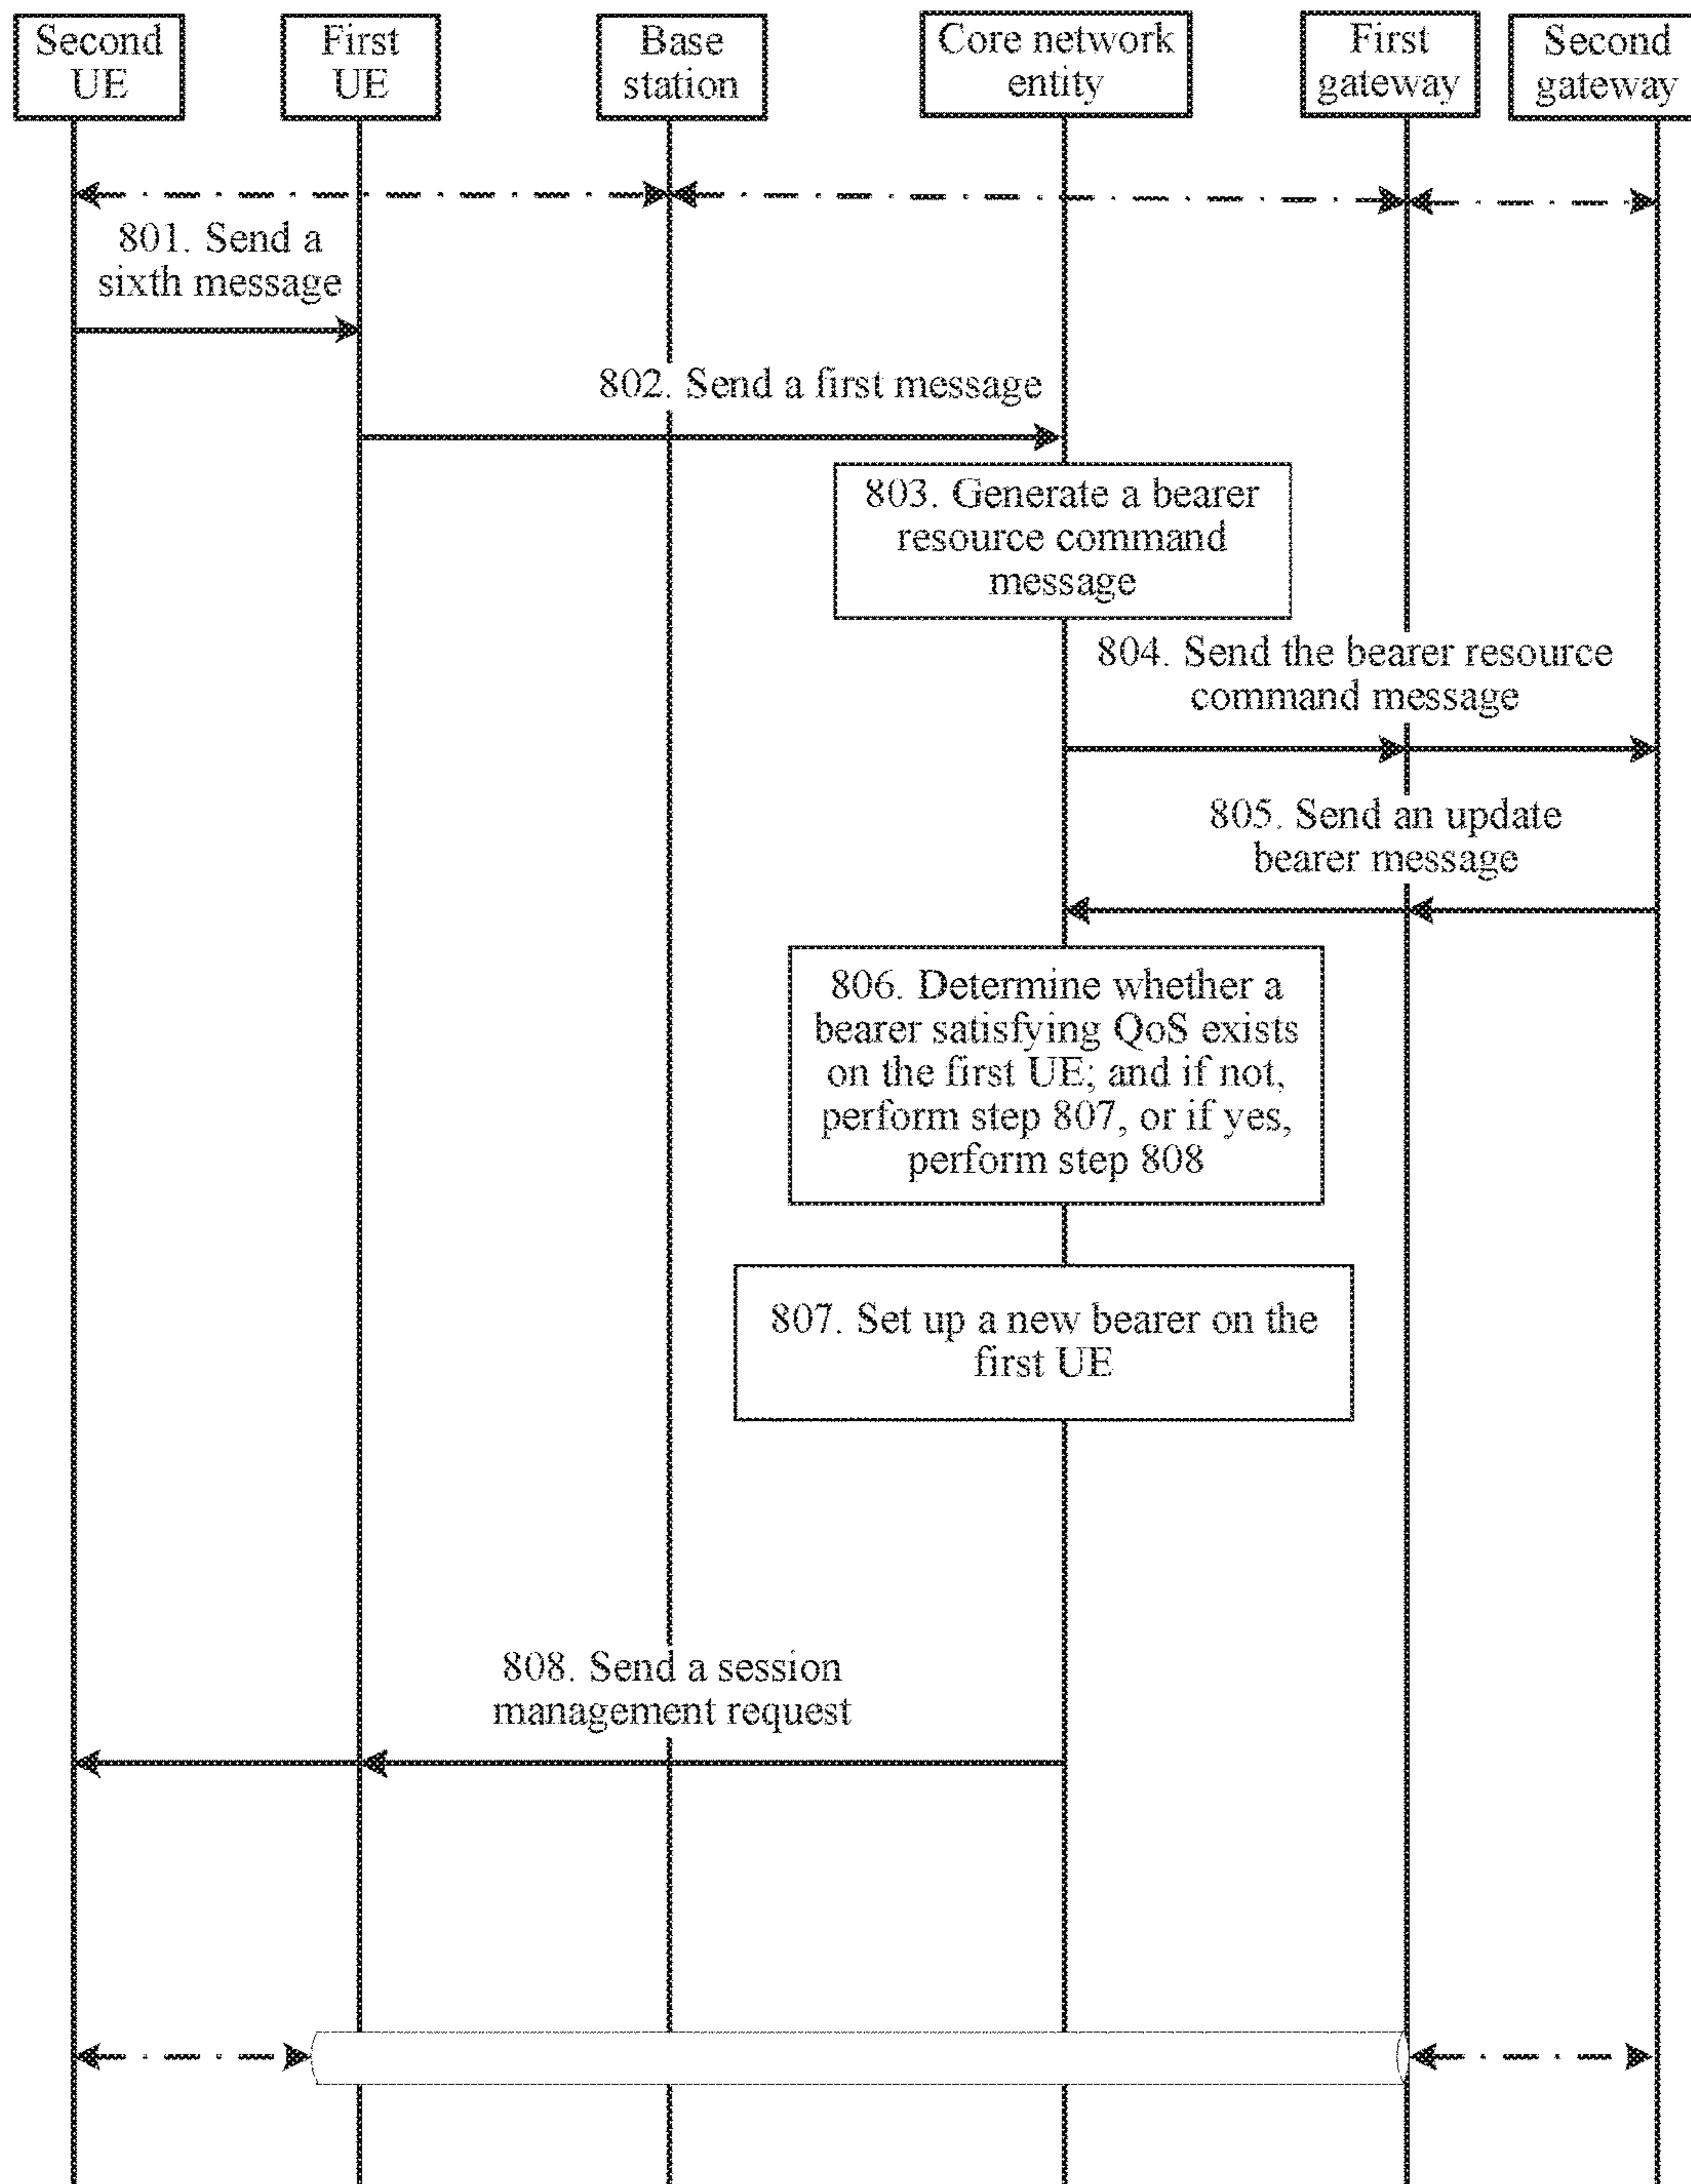 Second
UE
First
UE
Base
station
Core network
entity
First
gateway
Second
gateway
801. Send a
sixth message
802. Send a first message
803. Generate a bearer
resource command
message
804. Send the bearer resource
command message
805. Send an update
bearer message
806. Determine whether a
bearer satisfying QoS exists
on the first UE; and if not,
perform step 807, or if yes,
perform step 808
807. Set up a new bearer on the
first UE
808. Send a session
management request